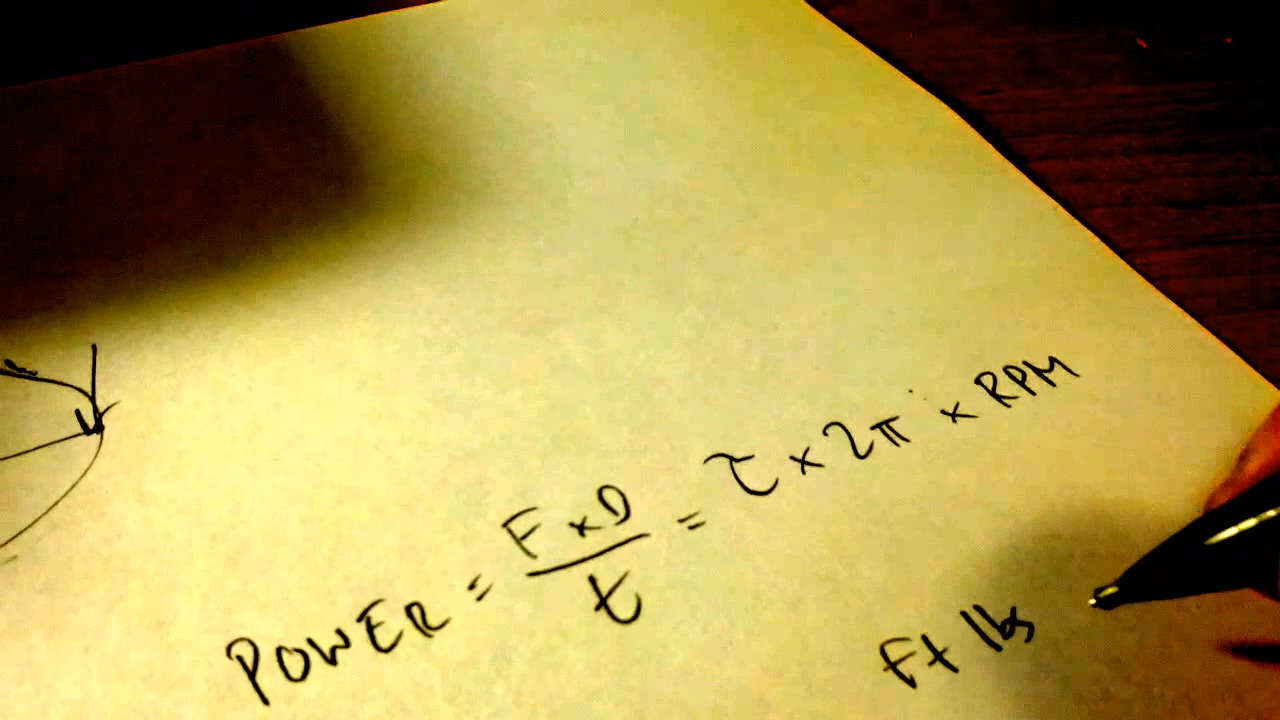 POWER = F x D / t = τ x 2π x RPM
Ft lbs